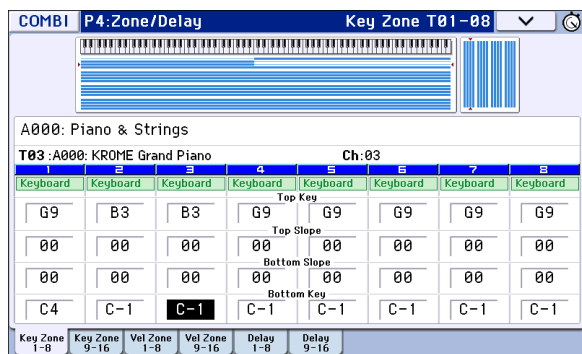 COMBI P4:Zone/Delay Key Zone T01-08
A000: Piano & Strings
T03 :A000: KROME Grand Piano Ch:03
1 2 3 4 5 6 7 8
Keyboard Keyboard Keyboard Keyboard Keyboard Keyboard Keyboard Keyboard
Top Key
G9 B3 B3 G9 G9 G9 G9 G9
Top Slope
00 00 00 00 00 00 00 00
Bottom Slope
00 00 00 00 00 00 00 00
Bottom Key
C4 C-1 C-1 C-1 C-1 C-1 C-1 C-1
Key Zone Key Zone Vel Zone Vel Zone Delay Delay
1-8 9-16 1-8 9-16 1-8 9-16